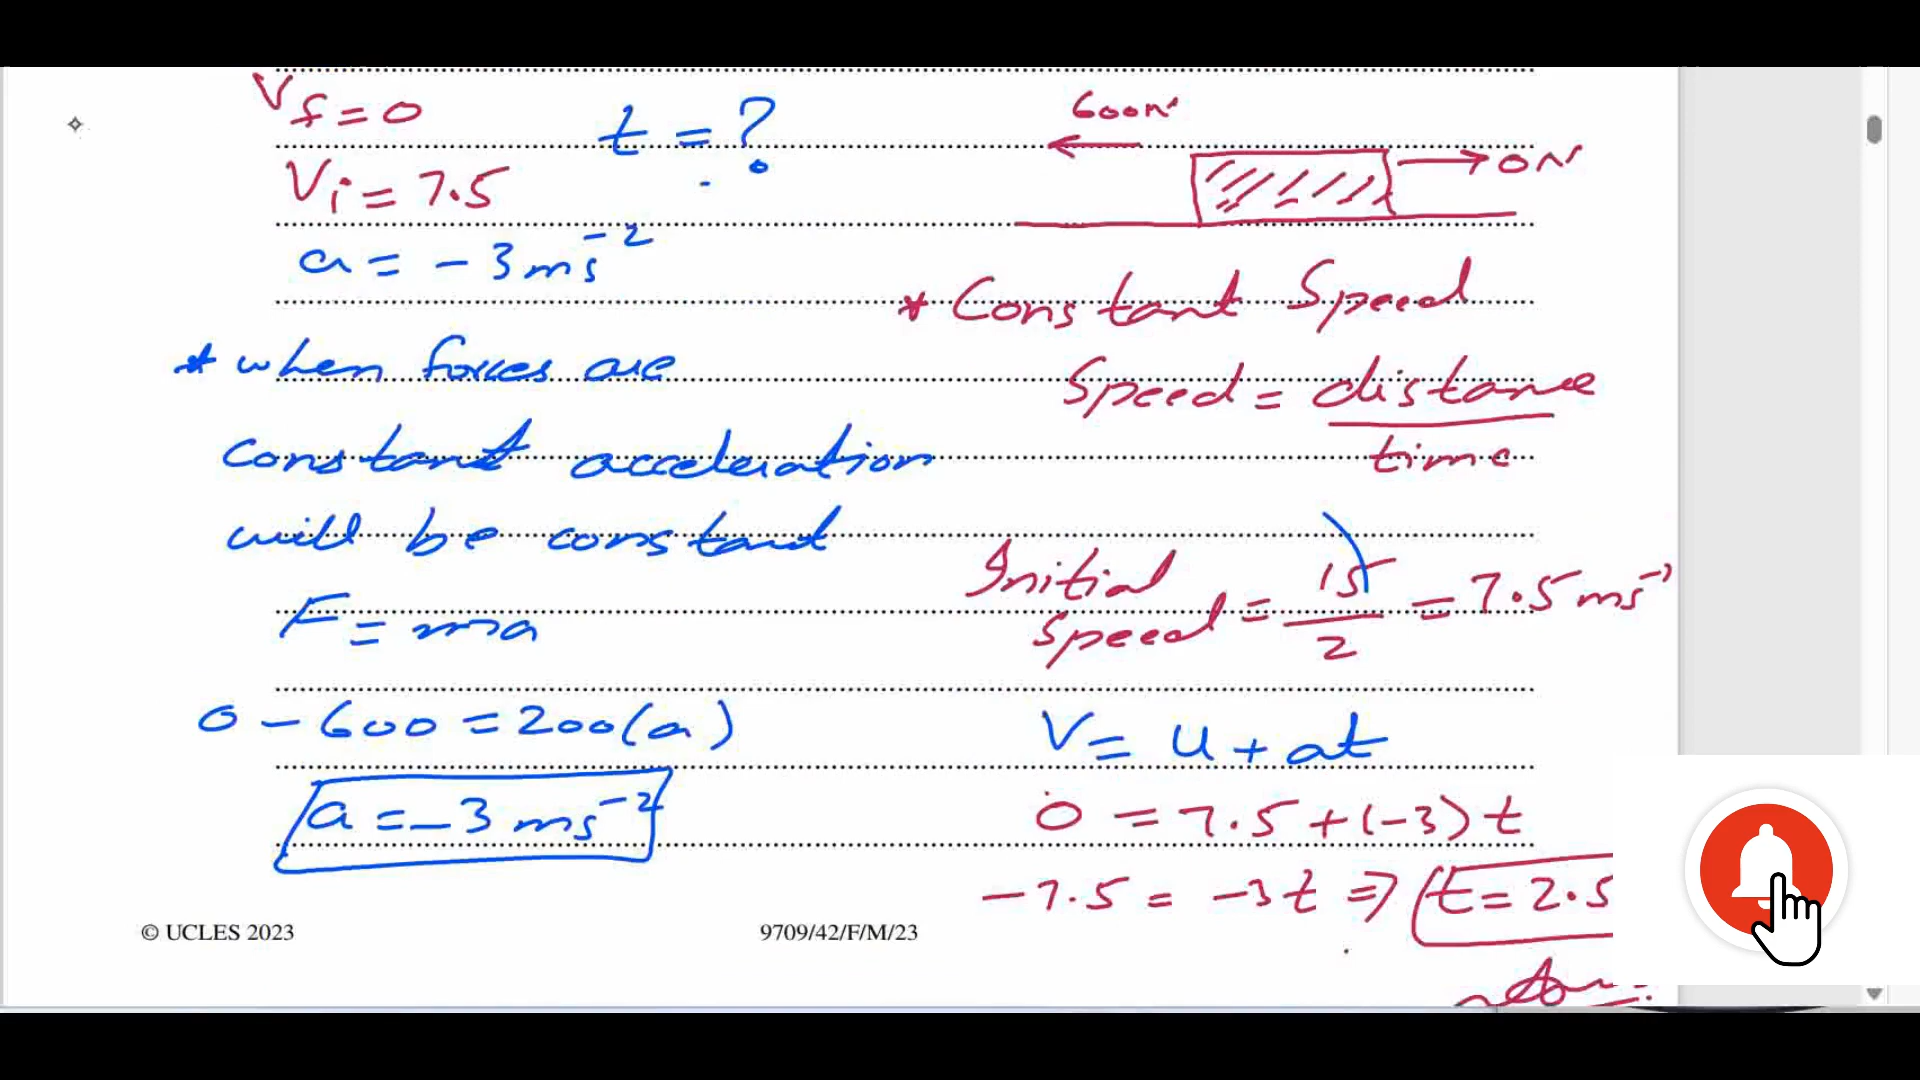 Vf = 0
t = ?
Vi = 7.5
a = - 3 ms⁻²
* when forces are
constant acceleration
will be constant
F = ma
0 - 600 = 200(a)
a = -3 ms⁻²
600N
0N
* Constant Speed
Speed = distance
time
Initial
Speed = 15/2 = 7.5 ms⁻¹
V = u + at
0 = 7.5 + (-3) t
-7.5 = -3t => t = 2.5
© UCLES 2023
9709/42/F/M/23